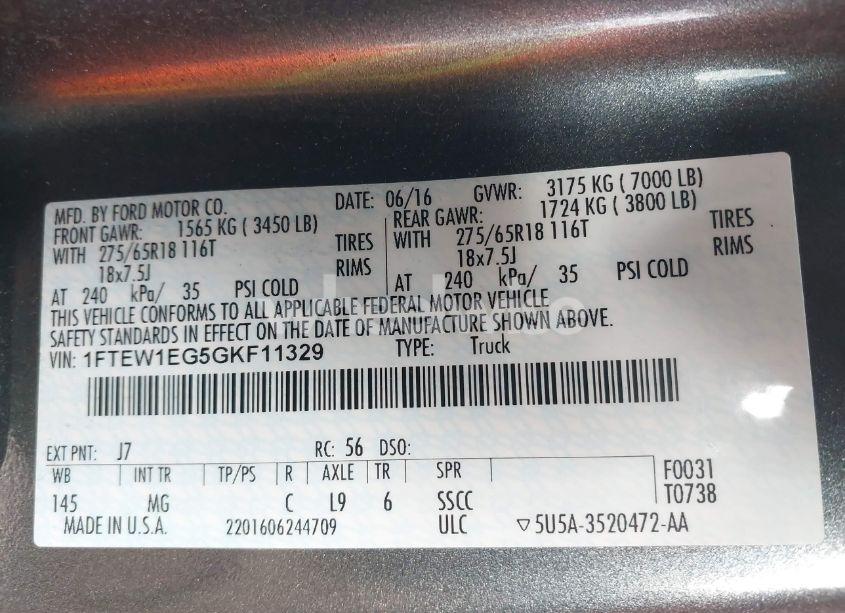 MFD. BY FORD MOTOR CO. DATE: 06/16 GVWR: 3175 KG ( 7000 LB)
FRONT GAWR: 1565 KG ( 3450 LB) REAR GAWR: 1724 KG ( 3800 LB)
WITH 275/65R18 116T TIRES WITH 275/65R18 116T TIRES
18x7.5J RIMS 18x7.5J RIMS
AT 240 kPa/ 35 PSI COLD AT 240 kPa/ 35 PSI COLD
THIS VEHICLE CONFORMS TO ALL APPLICABLE FEDERAL MOTOR VEHICLE
SAFETY STANDARDS IN EFFECT ON THE DATE OF MANUFACTURE SHOWN ABOVE.
VIN: 1FTEW1EG5GKF11329 TYPE: Truck
EXT PNT: J7 RC: 56 DSO:
WB INT TR TP/PS R AXLE TR SPR F0031
145 MG C L9 6 SSCC T0738
MADE IN U.S.A. 2201606244709 ULC ▽5U5A-3520472-AA